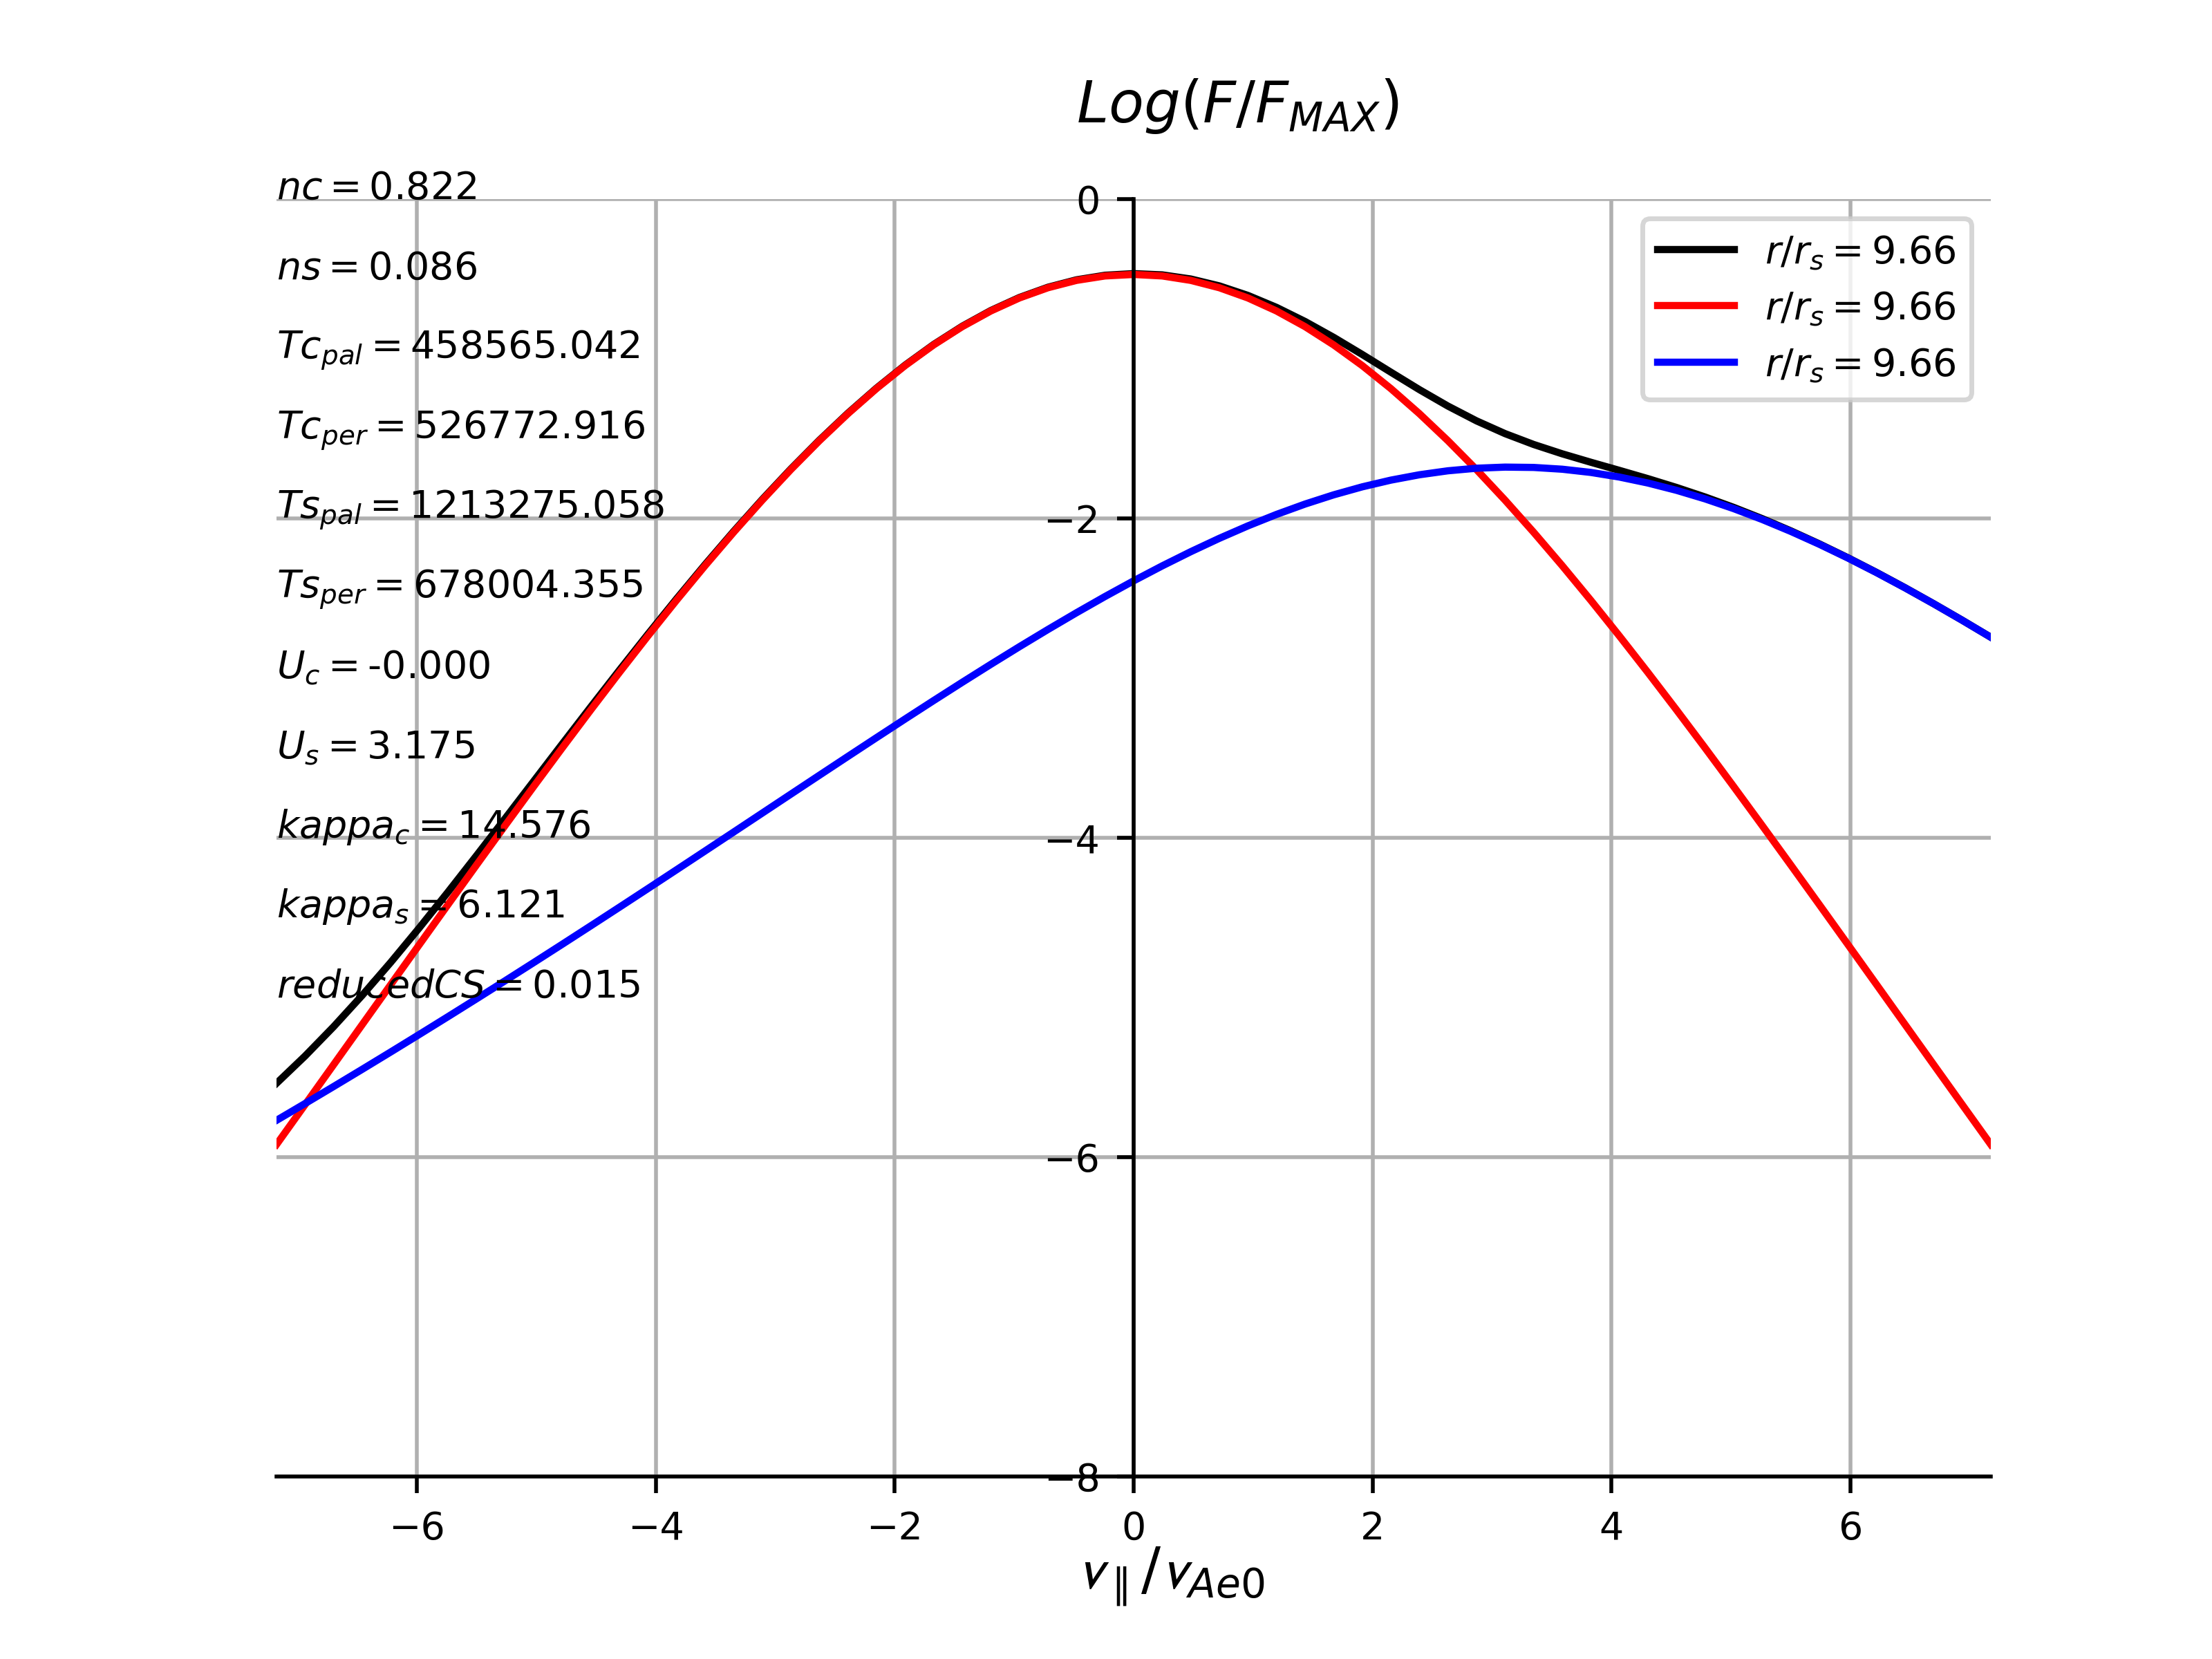 Log(F/F_MAX)
nc = 0.822
ns = 0.086
Tc_pal = 458565.042
Tc_per = 526772.916
Ts_pal = 1213275.058
Ts_per = 678004.355
U_c = -0.000
U_s = 3.175
kappa_c = 14.576
kappa_s = 6.121
reducedCS = 0.015
0
−2
−4
−6
−8
r/r_s = 9.66
r/r_s = 9.66
r/r_s = 9.66
−6 −4 −2 0 2 4 6
v_∥/v_Ae0